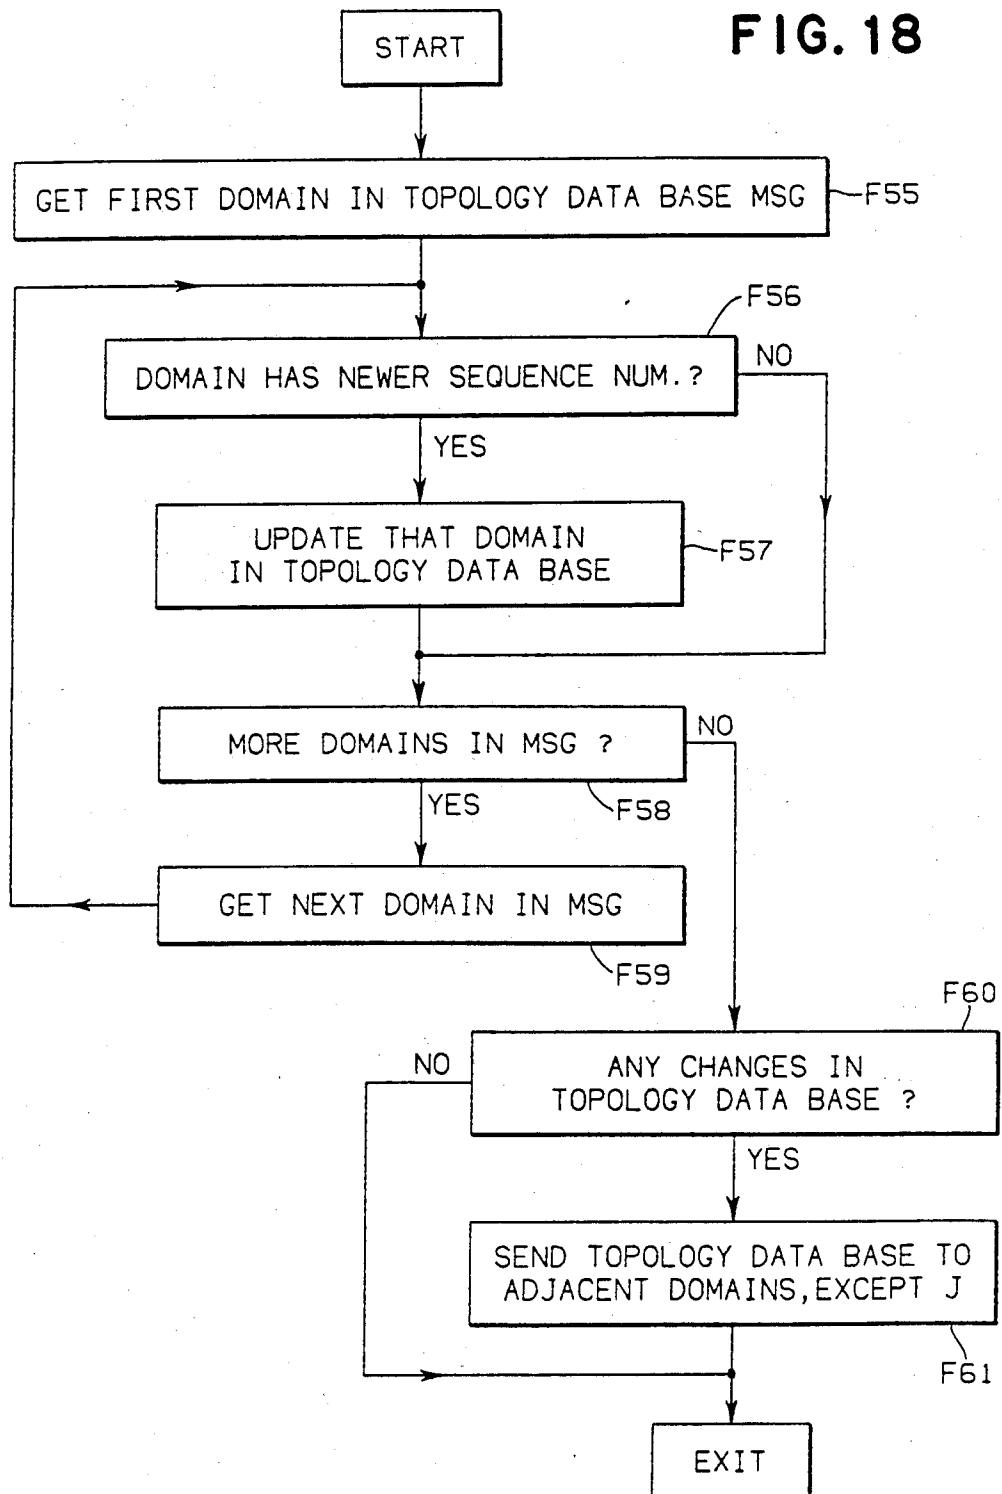 FIG. 18
START
GET FIRST DOMAIN IN TOPOLOGY DATA BASE MSG
F55
F56
DOMAIN HAS NEWER SEQUENCE NUM.?
NO
YES
UPDATE THAT DOMAIN
IN TOPOLOGY DATA BASE
F57
MORE DOMAINS IN MSG ?
NO
YES
F58
GET NEXT DOMAIN IN MSG
F59
F60
NO
ANY CHANGES IN
TOPOLOGY DATA BASE ?
YES
SEND TOPOLOGY DATA BASE TO
ADJACENT DOMAINS,EXCEPT J
F61
EXIT